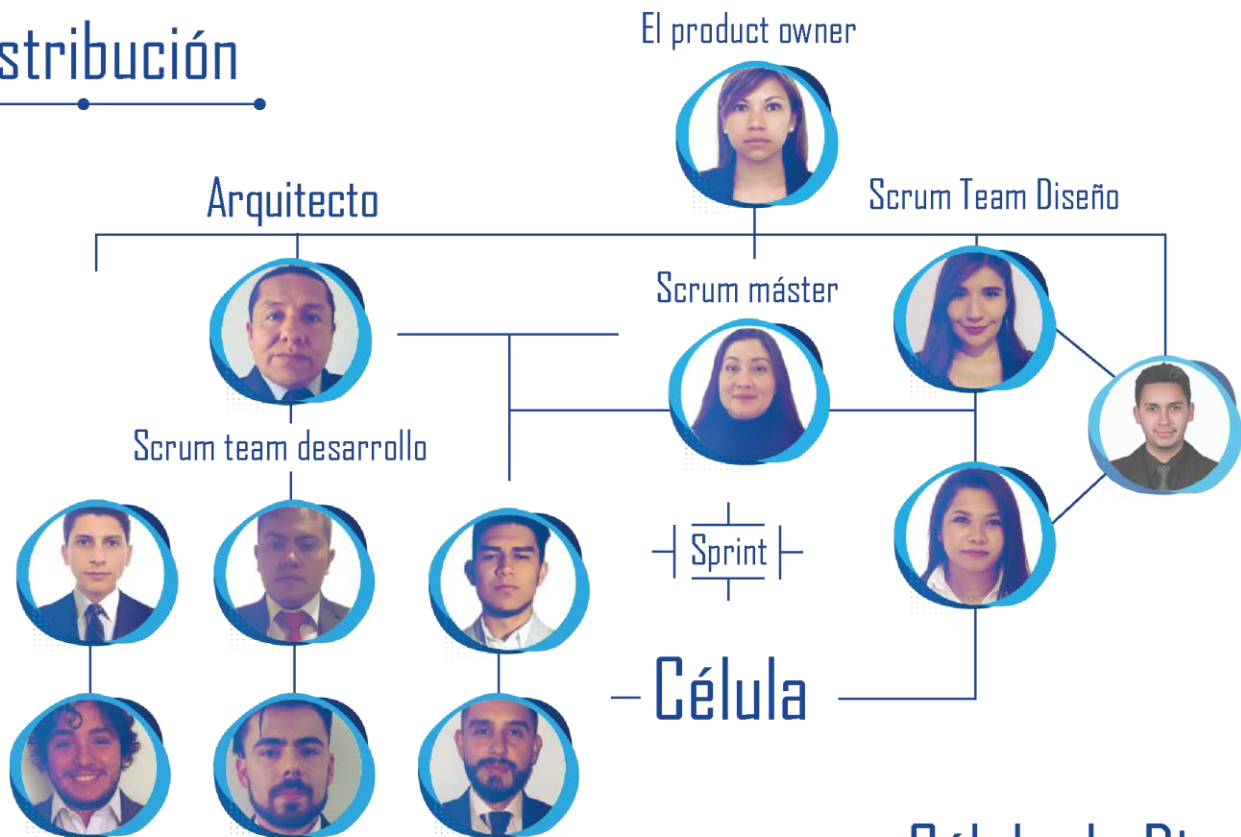 stribución
El product owner
Arquitecto
Scrum Team Diseño
Scrum máster
Scrum team desarrollo
Sprint
Célula